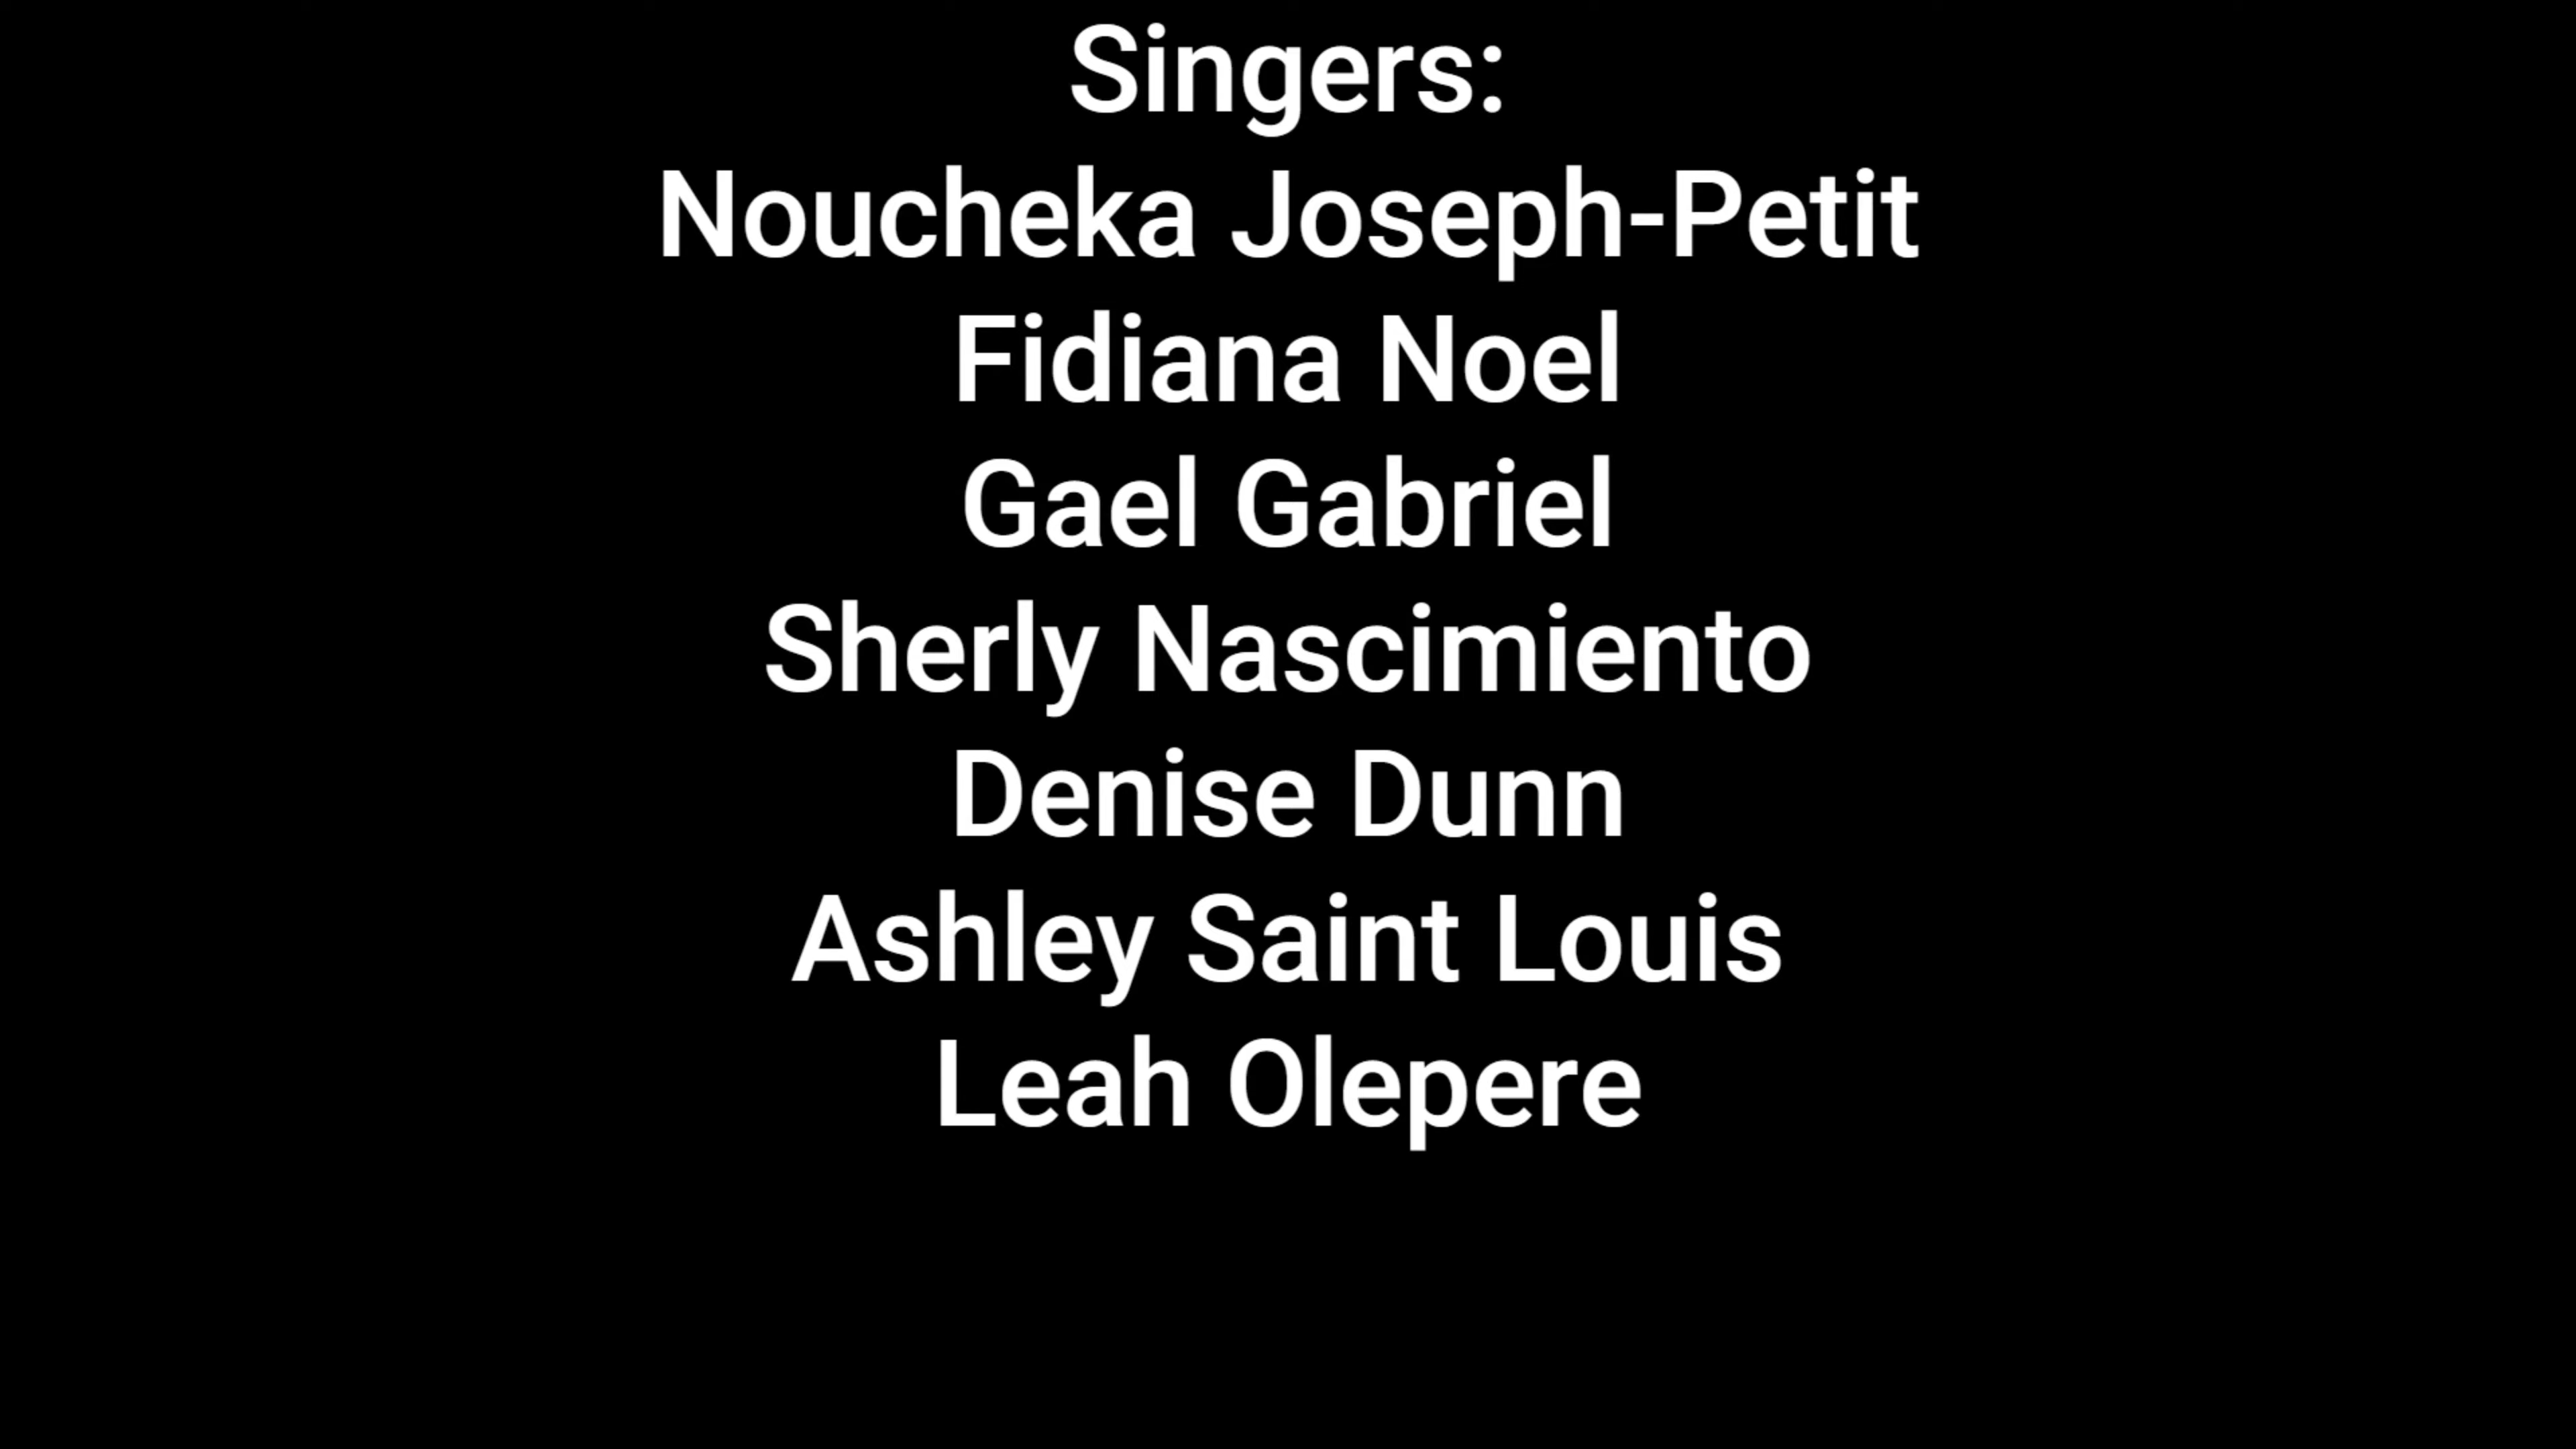 Singers:
Noucheka Joseph-Petit
Fidiana Noel
Gael Gabriel
Sherly Nascimiento
Denise Dunn
Ashley Saint Louis
Leah Olepere